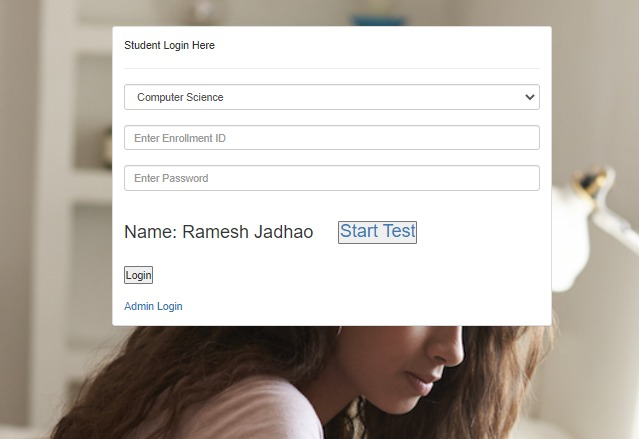 Student Login Here
Computer Science
Enter Enrollment ID
Enter Password
Name: Ramesh Jadhao Start Test
Login
Admin Login